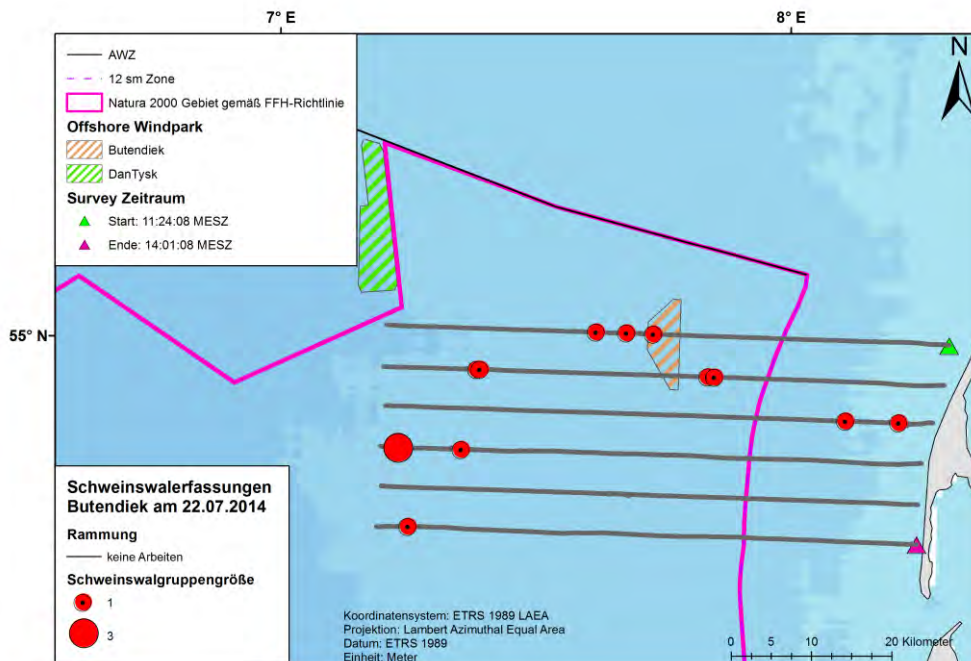 7° E
8° E
N
AWZ
12 sm Zone
Natura 2000 Gebiet gemäß FFH-Richtlinie
Offshore Windpark
Butendiek
DanTysk
Survey Zeitraum
Start: 11:24:08 MESZ
Ende: 14:01:08 MESZ
55° N
Schweinswalerfassungen
Butendiek am 22.07.2014
Rammung
keine Arbeiten
Schweinswalgruppengröße
1
3
Koordinatensystem: ETRS 1989 LAEA
Projektion: Lambert Azimuthal Equal Area
Datum: ETRS 1989
Einheit: Meter
0 5 10 20 Kilometer